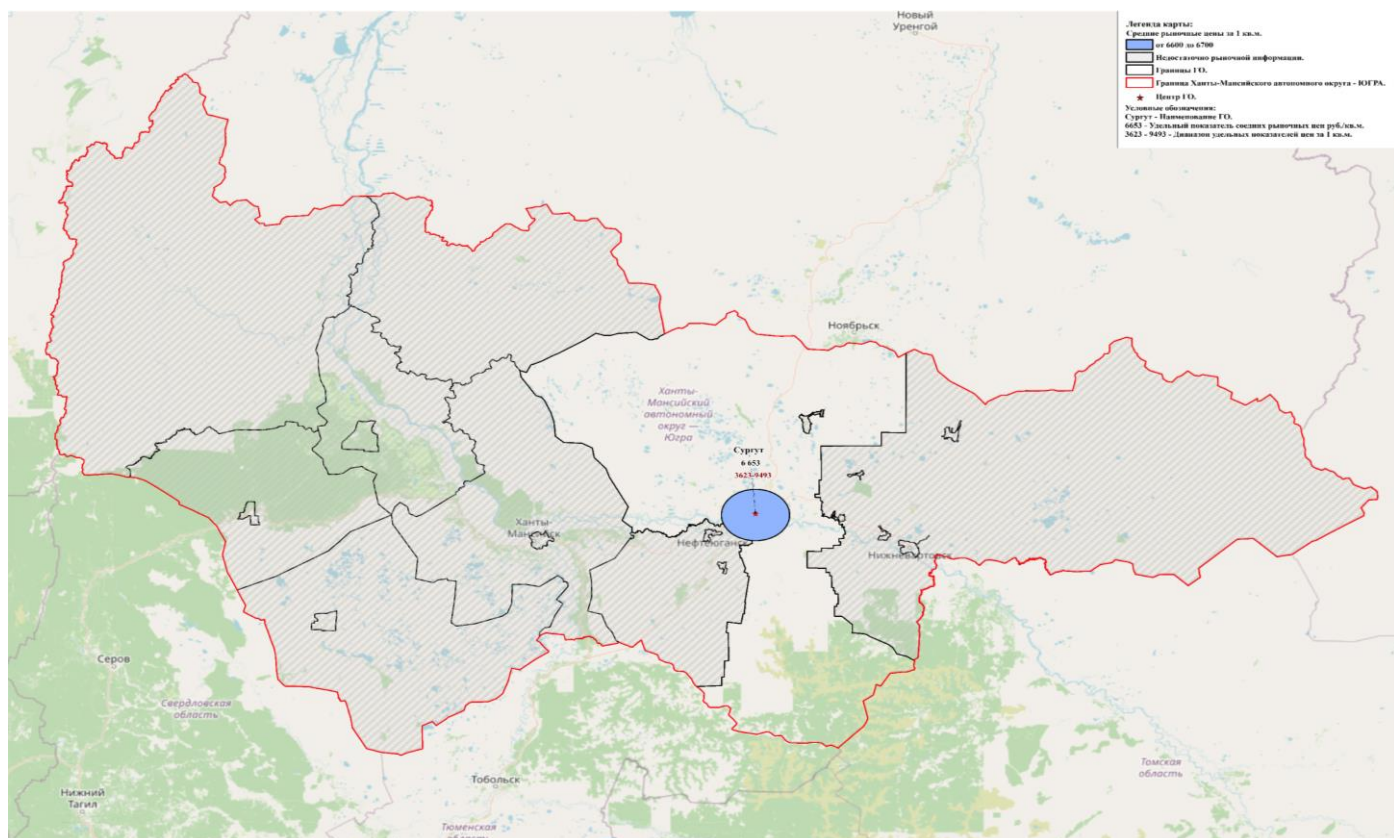 Новый
Уренгой
Легенда карты:
Средние рыночные цены за 1 кв.м.
от 6600 до 6700
Недостаточно рыночной информации.
Границы ГО.
Граница Ханты-Мансийского автономного округа - ЮГРА.
Центр ГО.
Условные обозначения:
Сургут - Наименование ГО.
6653 - Удельный показатель средних рыночных цен руб./кв.м.
3623 - 9493 - Диапазон удельных показателей цен за 1 кв.м.
Ноябрьск
Ханты-
Мансийский
автономный
округ —
Югра
Сургут
6 653
3623-9493
Ханты-
Мансийск
Нефтеюганск
Нижневартовск
Серов
Свердловская
область
Нижний
Тагил
Тобольск
Томская
область
Тюменская
область